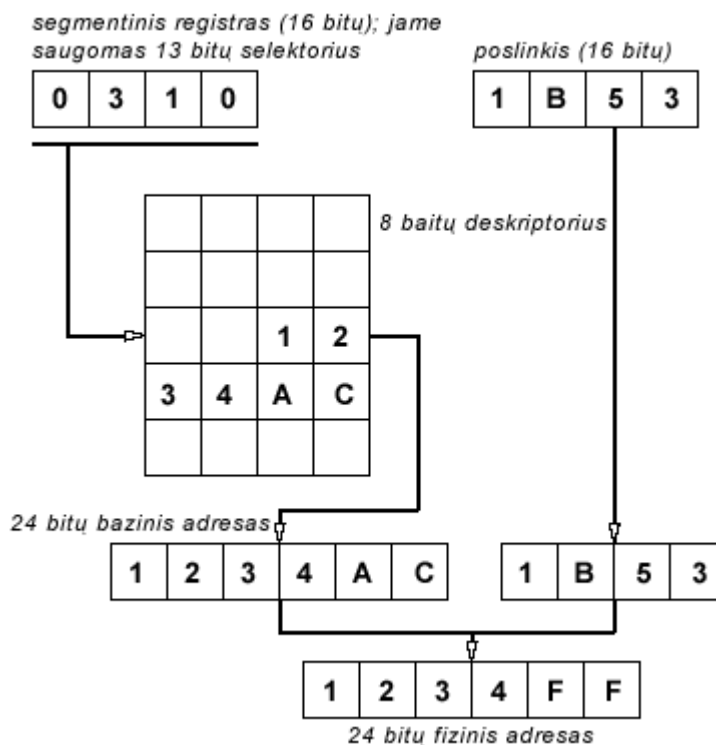 segmentinis registras (16 bitų); jame
saugomas 13 bitų selektorius
poslinkis (16 bitų)
0 3 1 0
1 B 5 3
8 baitų deskriptorius
1 2
3 4 A C
24 bitų bazinis adresas
1 2 3 4 A C
1 B 5 3
1 2 3 4 F F
24 bitų fizinis adresas